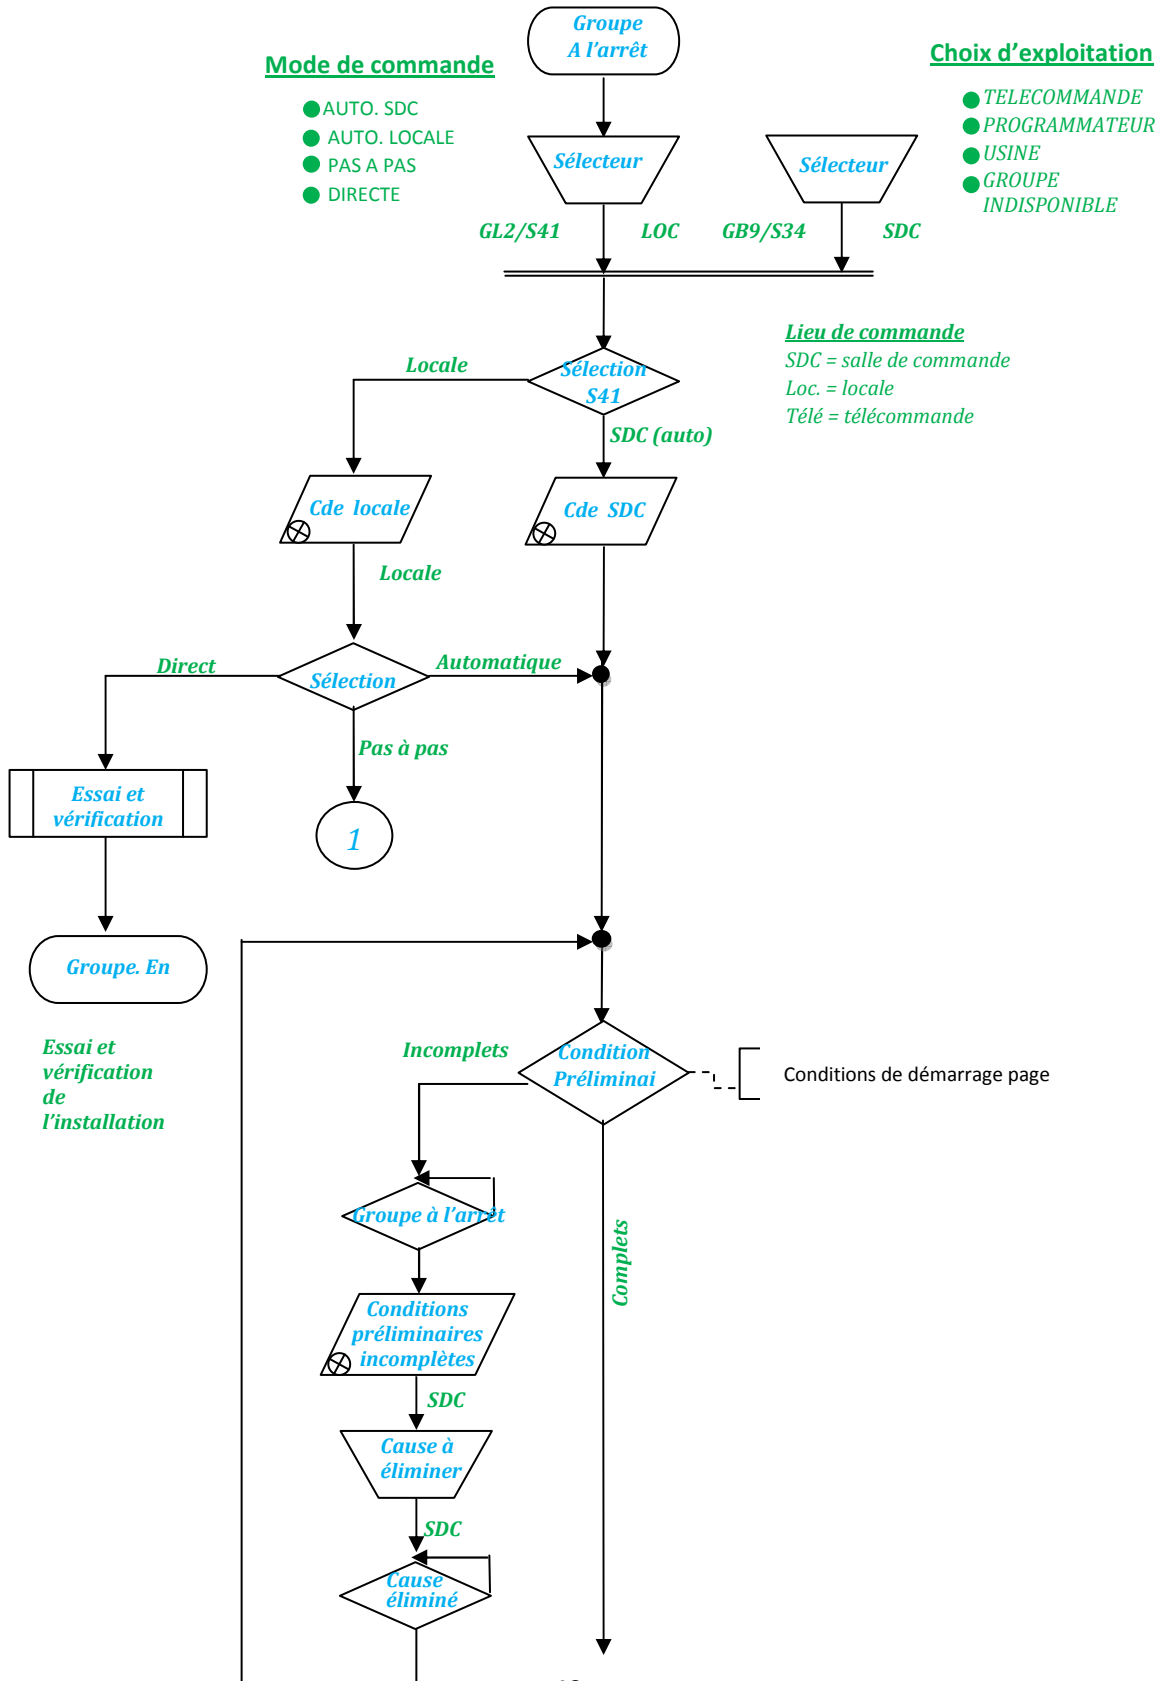 Groupe
A l'arrêt
Mode de commande
AUTO. SDC
AUTO. LOCALE
PAS A PAS
DIRECTE
Choix d'exploitation
TELECOMMANDE
PROGRAMMATEUR
USINE
GROUPE
INDISPONIBLE
Sélecteur
Sélecteur
GL2/S41
LOC
GB9/S34
SDC
Lieu de commande
SDC = salle de commande
Loc. = locale
Télé = télécommande
Locale
Sélection
S41
SDC (auto)
Cde locale
Cde SDC
Locale
Direct
Sélection
Automatique
Pas à pas
Essai et
vérification
1
Groupe. En
Essai et
vérification
de
l'installation
Incomplets
Condition
Préliminai
Conditions de démarrage page
Groupe à l'arrêt
Complets
Conditions
préliminaires
incomplètes
SDC
Cause à
éliminer
SDC
Cause
éliminé